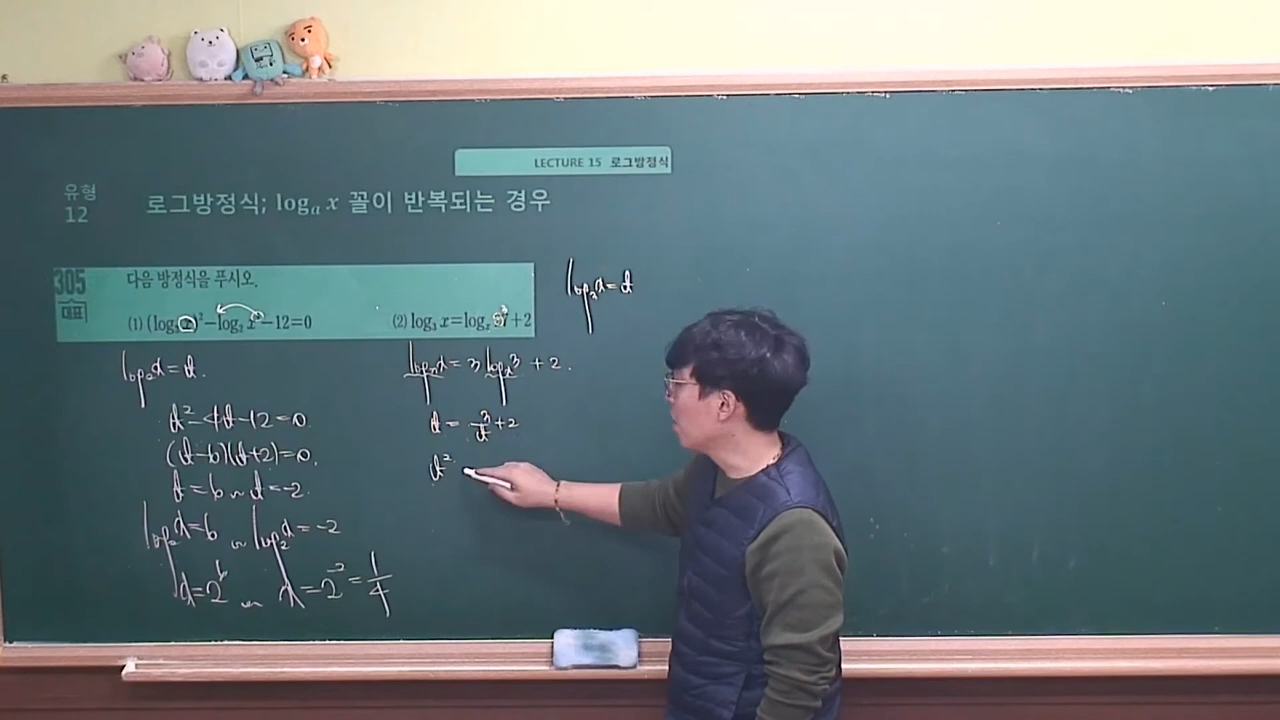 LECTURE 15 로그방정식
유형 12
로그방정식; logₐ x 꼴이 반복되는 경우
305 대표
다음 방정식을 푸시오.
(1) (log₂ x)² − log₂ x⁴ − 12 = 0
(2) log₃ x = logₓ 27 + 2
log₃x = t
log₂x = t.
t² − 4t − 12 = 0.
(t − 6)(t + 2) = 0.
t = 6 or t = −2.
log₂x = 6 or log₂x = −2
x = 2⁶ or x = 2⁻² = 1/4
log₃x = 3 logₓ3 + 2.
t = 3/t + 2
t²